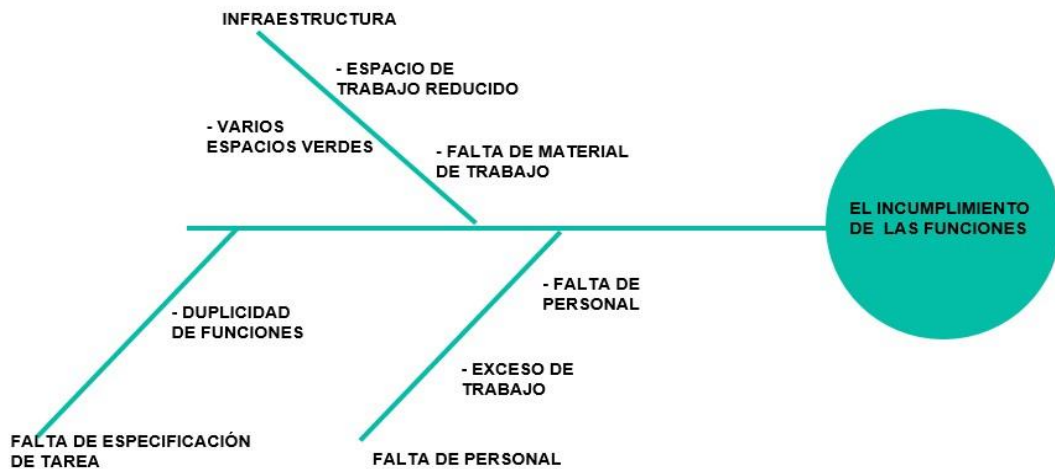 INFRAESTRUCTURA
- ESPACIO DE
TRABAJO REDUCIDO
- VARIOS
ESPACIOS VERDES
- FALTA DE MATERIAL
DE TRABAJO
EL INCUMPLIMIENTO
DE LAS FUNCIONES
- DUPLICIDAD
DE FUNCIONES
- FALTA DE
PERSONAL
- EXCESO DE
TRABAJO
FALTA DE ESPECIFICACIÓN
DE TAREA
FALTA DE PERSONAL